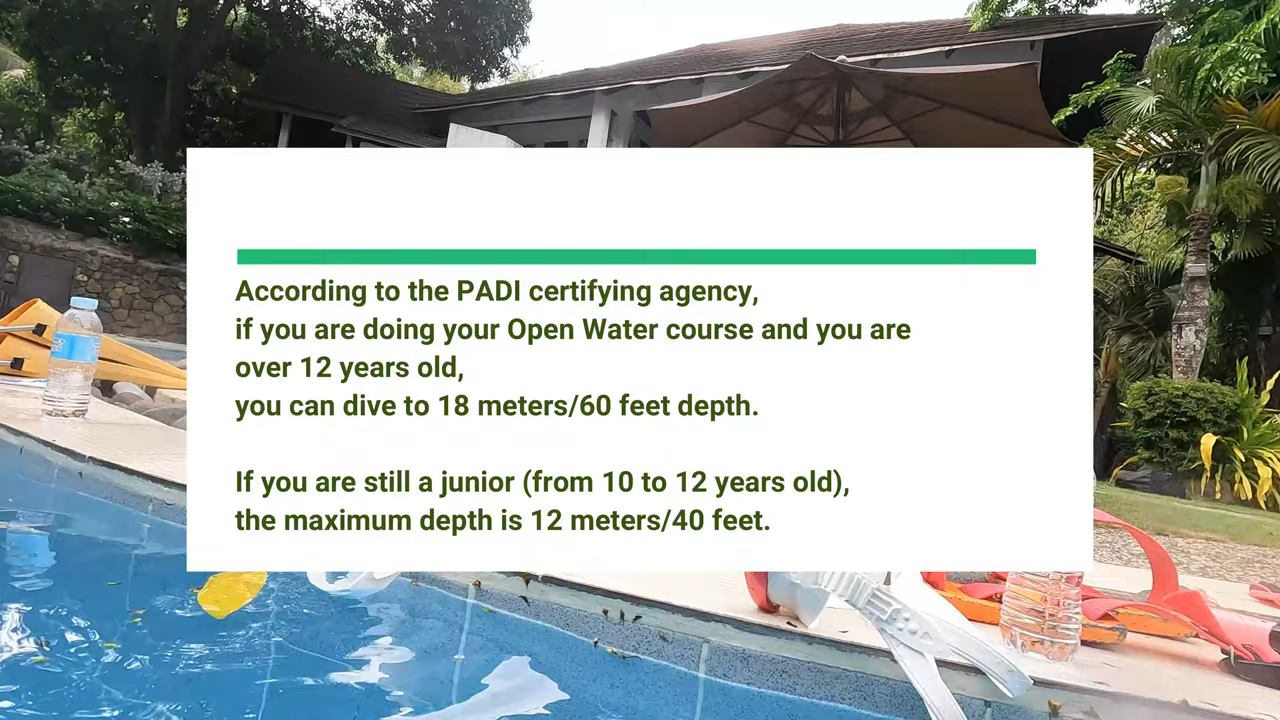 According to the PADI certifying agency,
if you are doing your Open Water course and you are
over 12 years old,
you can dive to 18 meters/60 feet depth.
If you are still a junior (from 10 to 12 years old),
the maximum depth is 12 meters/40 feet.